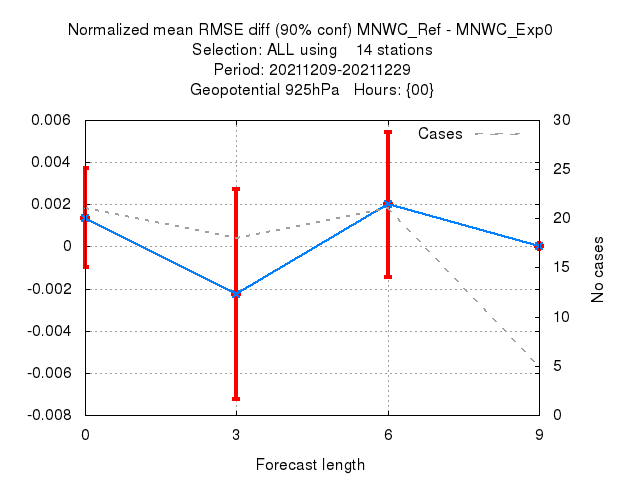 Normalized mean RMSE diff (90% conf) MNWC_Ref - MNWC_Exp0
Selection: ALL using    14 stations
Period: 20211209-20211229
Geopotential 925hPa   Hours: {00}
0.006
0.004
0.002
0
-0.002
-0.004
-0.006
-0.008
Cases
30
25
20
15
10
5
0
No cases
0
3
6
9
Forecast length